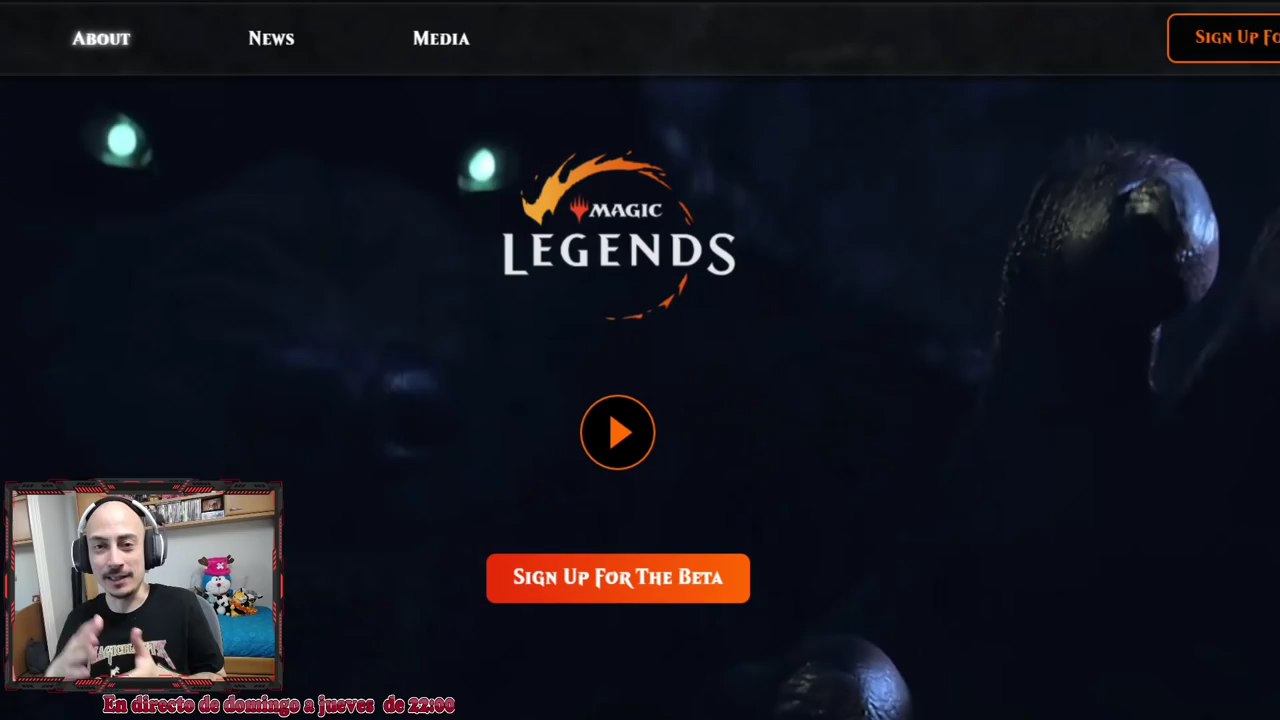 About
News
Media
Sign Up Fo
MAGIC
LEGENDS
Sign Up For The Beta
En directo de domingo a jueves de 22:00